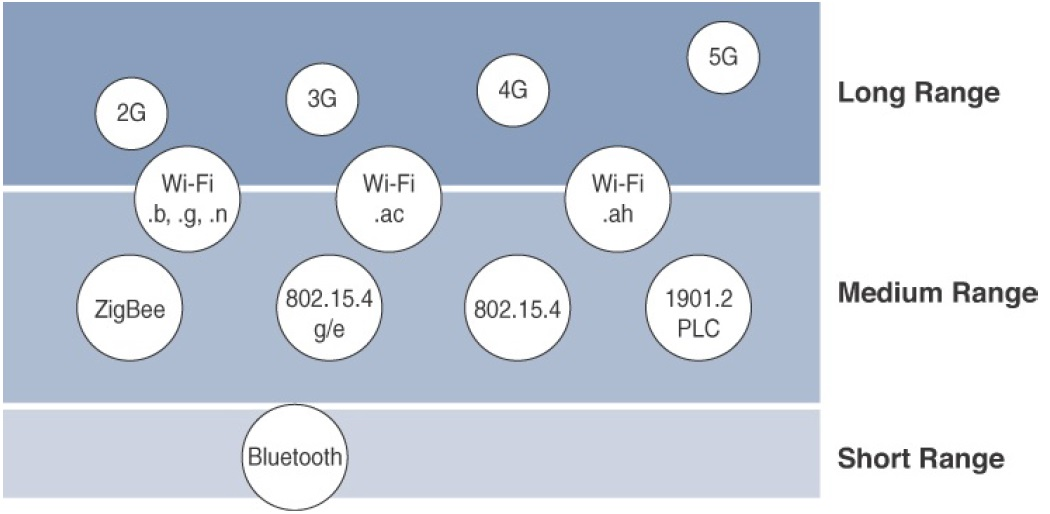 5G
4G
3G
2G
Long Range
Wi-Fi
.b, .g, .n
Wi-Fi
.ac
Wi-Fi
.ah
ZigBee
802.15.4
g/e
802.15.4
1901.2
PLC
Medium Range
Bluetooth
Short Range